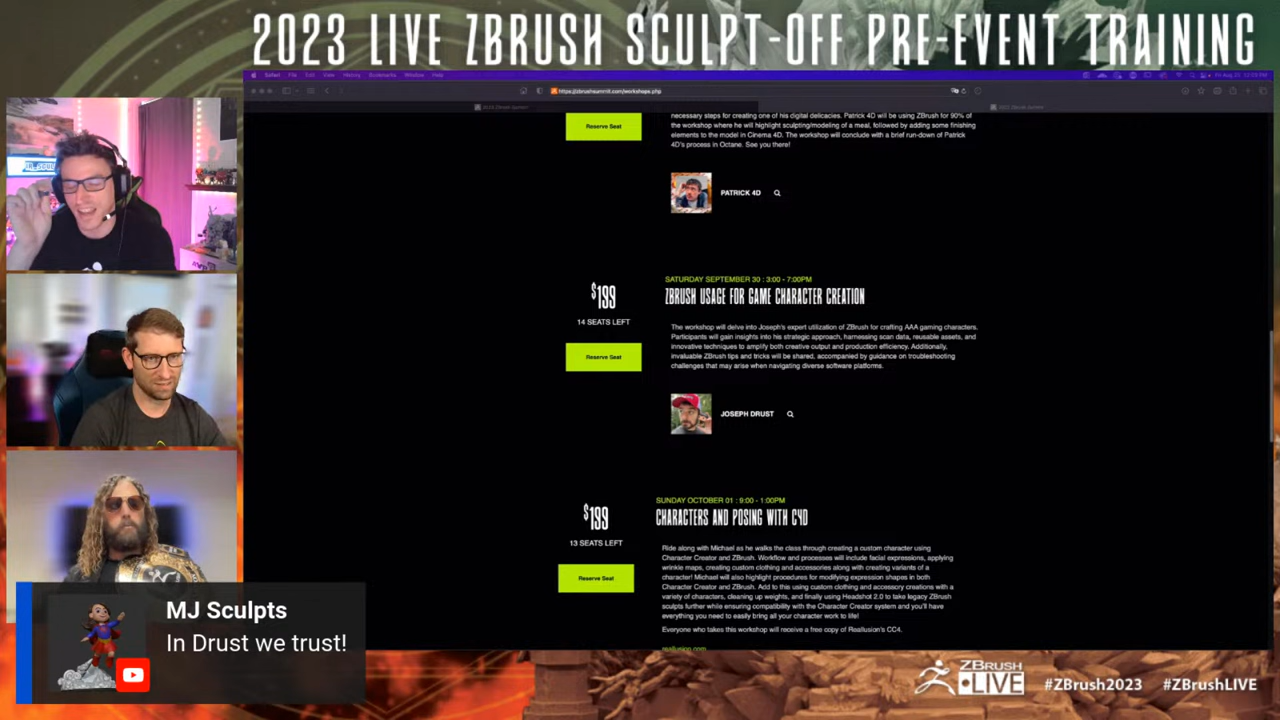 2023 LIVE ZBRUSH SCULPT-OFF PRE-EVENT TRAINING
Safari File Edit View History Bookmarks Window Help
https://zbrushsummit.com/workshops.php
necessary steps for creating one of his digital delicacies. Patrick 4D will be using ZBrush for 90% of
the workshop where he will highlight sculpting/modeling of a meal, followed by adding some finishing
elements to the model in Cinema 4D. The workshop will conclude with a brief run-down of Patrick
4D's process in Octane. See you there!
Reserve Seat
PATRICK 4D
SATURDAY SEPTEMBER 30 : 3:00 - 7:00PM
ZBRUSH USAGE FOR GAME CHARACTER CREATION
$199
14 SEATS LEFT
Reserve Seat
The workshop will delve into Joseph's expert utilization of ZBrush for crafting AAA gaming characters.
Participants will gain insights into his strategic approach, harnessing scan data, reusable assets, and
innovative techniques to amplify both creative output and production efficiency. Additionally,
invaluable ZBrush tips and tricks will be shared, accompanied by guidance on troubleshooting
challenges that may arise when navigating diverse software platforms.
JOSEPH DRUST
SUNDAY OCTOBER 01 : 9:00 - 1:00PM
CHARACTERS AND POSING WITH C4D
$199
13 SEATS LEFT
Reserve Seat
Ride along with Michael as he walks the class through creating a custom character using
Character Creator and ZBrush. Workflow and processes will include facial expressions, applying
wrinkle maps, creating custom clothing and accessories along with creating variants of a
character! Michael will also highlight procedures for modifying expression shapes in both
Character Creator and ZBrush. Add to this using custom clothing and accessory creations with a
variety of characters, cleaning up weights, and finally using Headshot 2.0 to take legacy ZBrush
sculpts further while ensuring compatibility with the Character Creator system and you'll have
everything you need to easily bring all your character work to life!
Everyone who takes this workshop will receive a free copy of Reallusion's CC4.
reallusion.com
MJ Sculpts
In Drust we trust!
ZBRUSH
LIVE
#ZBrush2023
#ZBrushLIVE